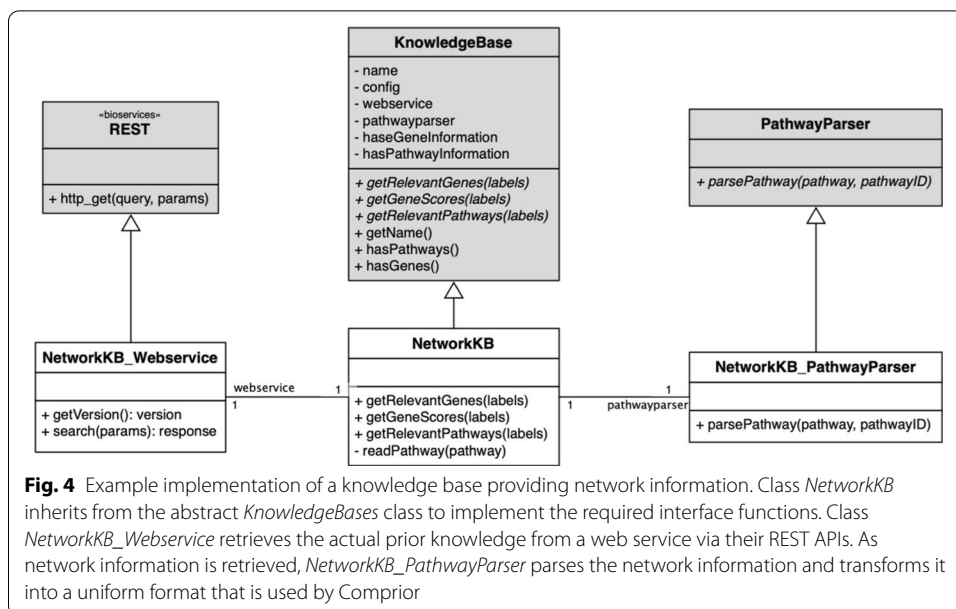 KnowledgeBase
- name
- config
- webservice
- pathwayparser
- haseGeneInformation
- hasPathwayInformation
+ getRelevantGenes(labels)
+ getGeneScores(labels)
+ getRelevantPathways(labels)
+ getName()
+ hasPathways()
+ hasGenes()
«bioservices»
REST
+ http_get(query, params)
PathwayParser
+ parsePathway(pathway, pathwayID)
NetworkKB_Webservice
+ getVersion(): version
+ search(params): response
webservice
1
1
NetworkKB
+ getRelevantGenes(labels)
+ getGeneScores(labels)
+ getRelevantPathways(labels)
- readPathway(pathway)
1
1
pathwayparser
NetworkKB_PathwayParser
+ parsePathway(pathway, pathwayID)
Fig. 4 Example implementation of a knowledge base providing network information. Class NetworkKB
inherits from the abstract KnowledgeBases class to implement the required interface functions. Class
NetworkKB_Webservice retrieves the actual prior knowledge from a web service via their REST APIs. As
network information is retrieved, NetworkKB_PathwayParser parses the network information and transforms it
into a uniform format that is used by Comprior